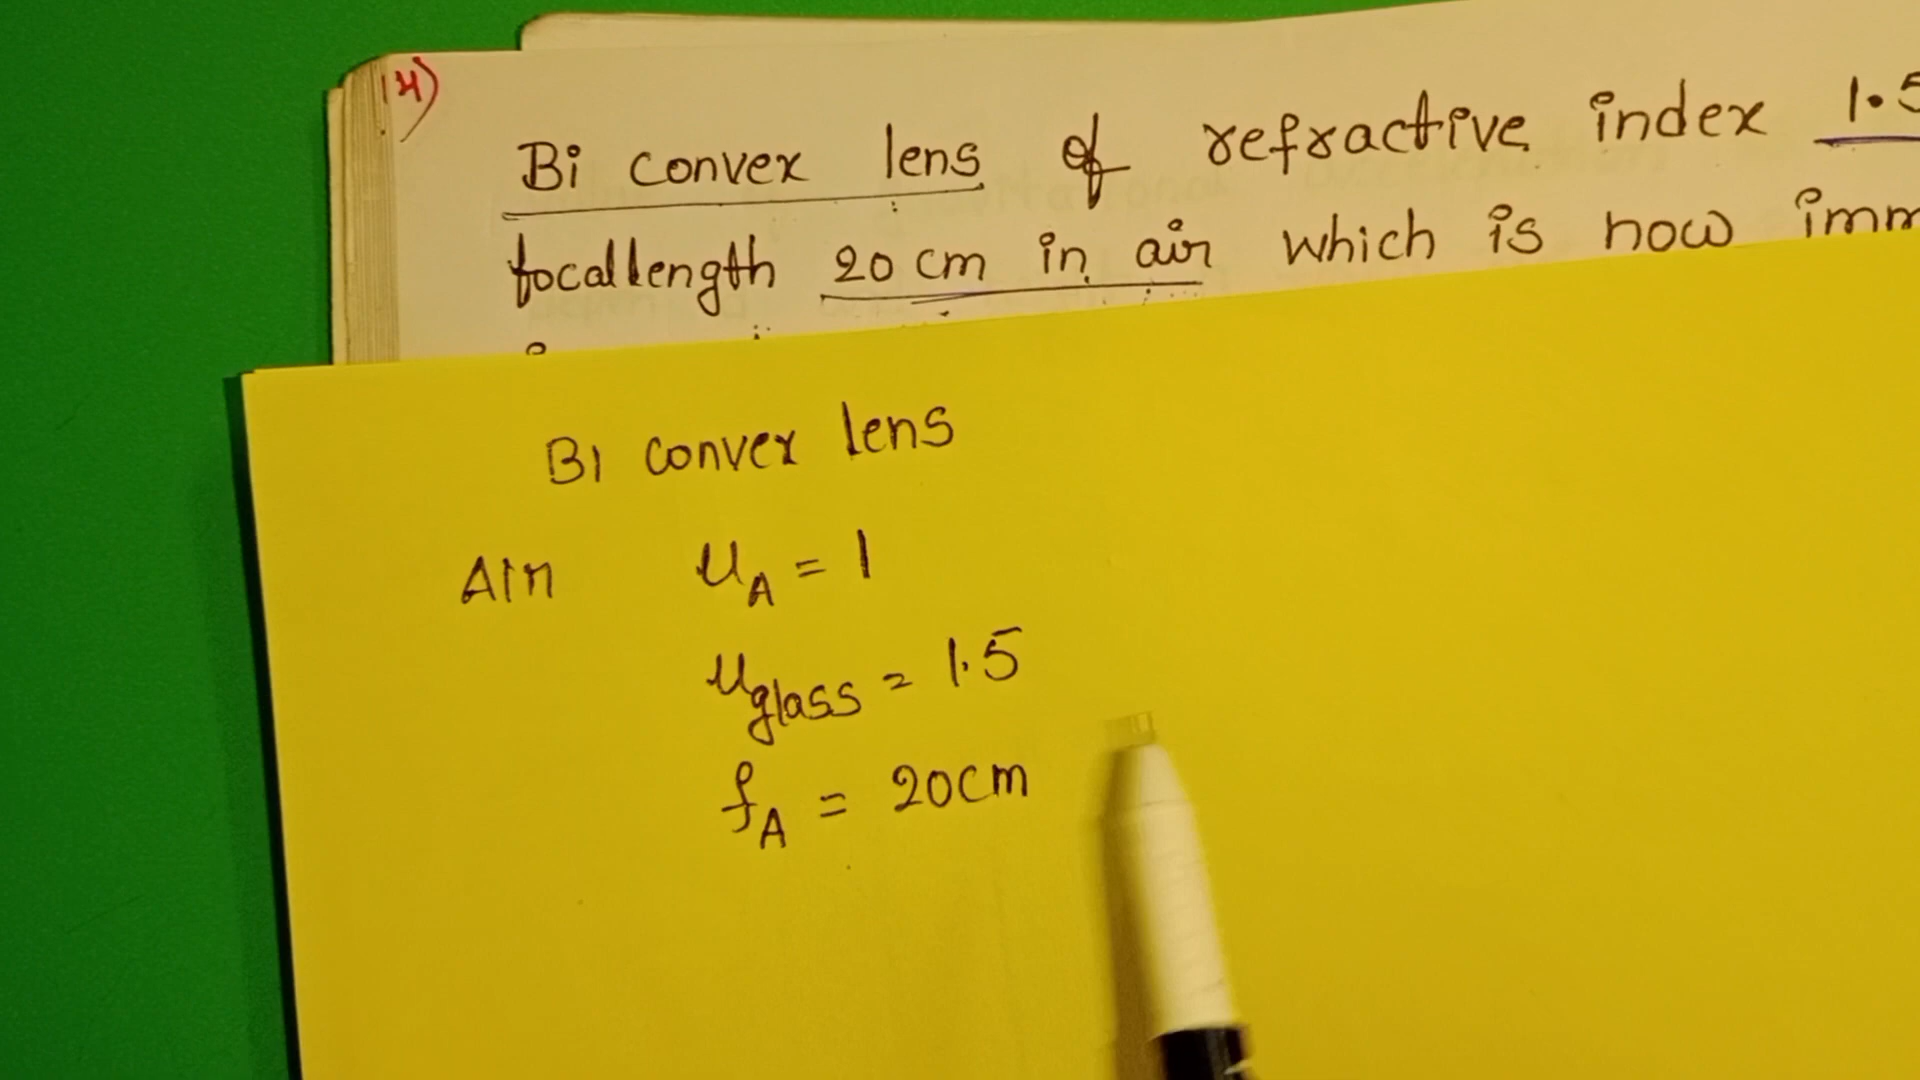 14)
Bi convex lens of refractive index 1.5
focallength 20 cm in air which is now imm
Bi convex lens
Air μA = 1
μglass = 1.5
fA = 20cm